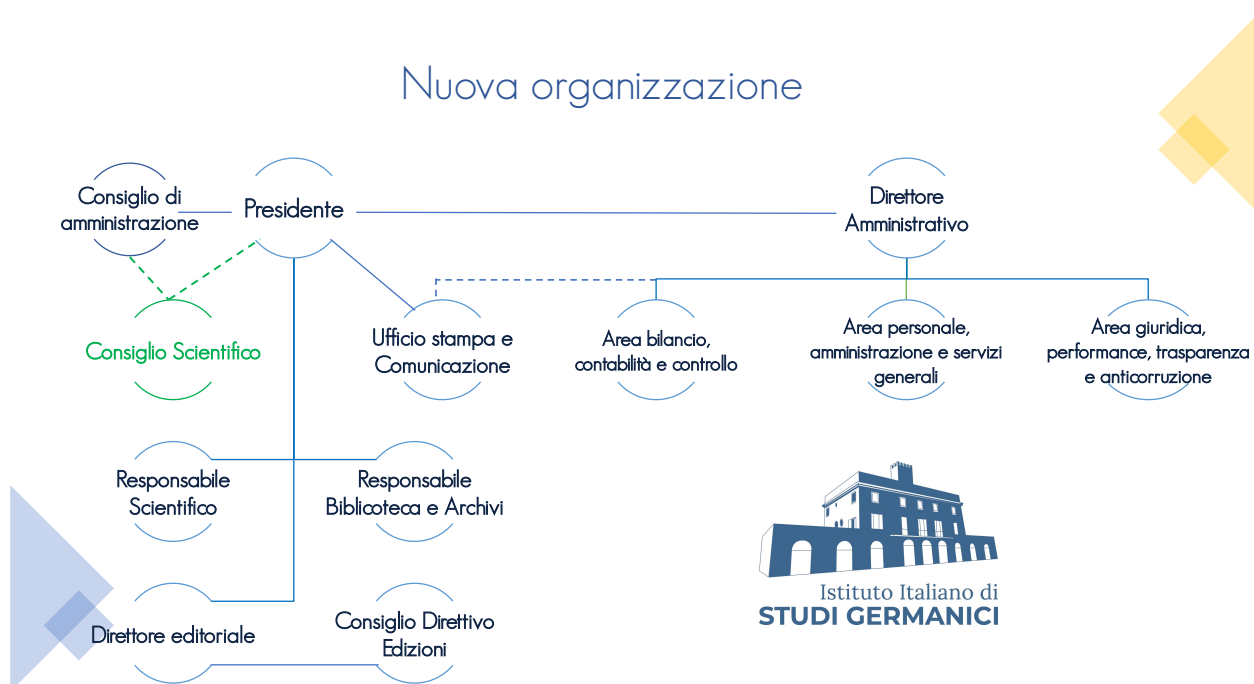 Nuova organizzazione
Consiglio di
amministrazione
Presidente
Direttore
Amministrativo
Consiglio Scientifico
Ufficio stampa e
Comunicazione
Area bilancio,
contabilità e controllo
Area personale,
amministrazione e servizi
generali
Area giuridica,
performance, trasparenza
e anticorruzione
Responsabile
Scientifico
Responsabile
Biblioteca e Archivi
Direttore editoriale
Consiglio Direttivo
Edizioni
Istituto Italiano di
STUDI GERMANICI